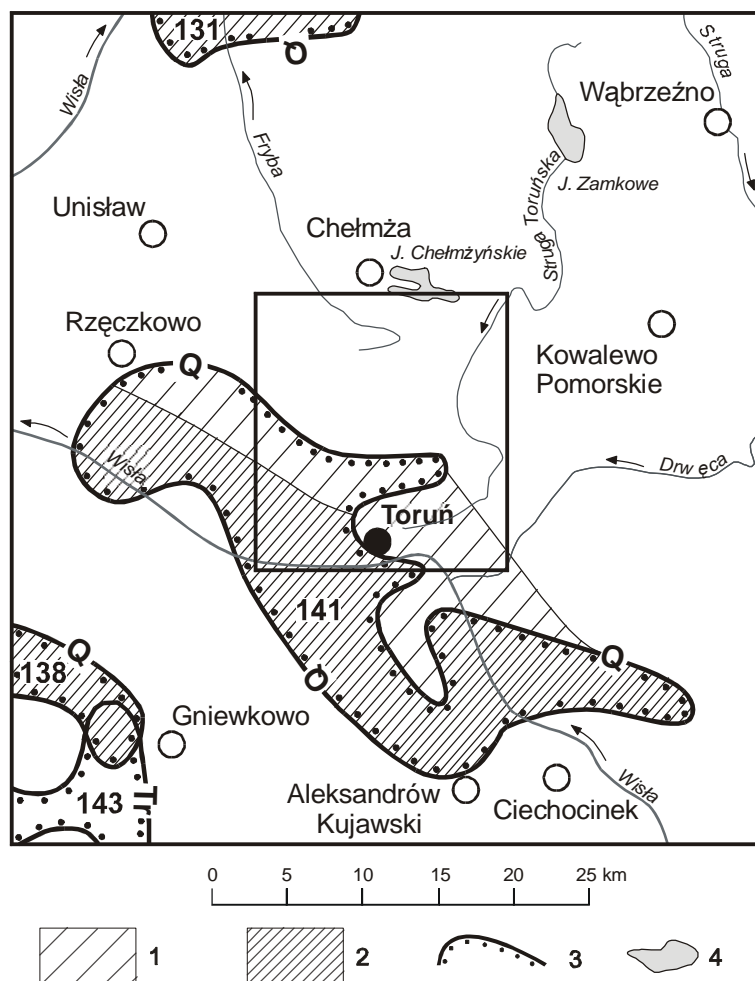 131
Q
Wisła
Struga
Wąbrzeźno
Fryba
Struga Toruńska
J. Zamkowe
Unisław
Chełmża
J. Chełmżyńskie
Rzęczkowo
Q
Kowalewo
Pomorskie
Wisła
Drwęca
Toruń
141
Q
Q
138
Q
Gniewkowo
143
Tr
Aleksandrów
Kujawski
Ciechocinek
Wisła
0 5 10 15 20 25 km
1 2 3 4